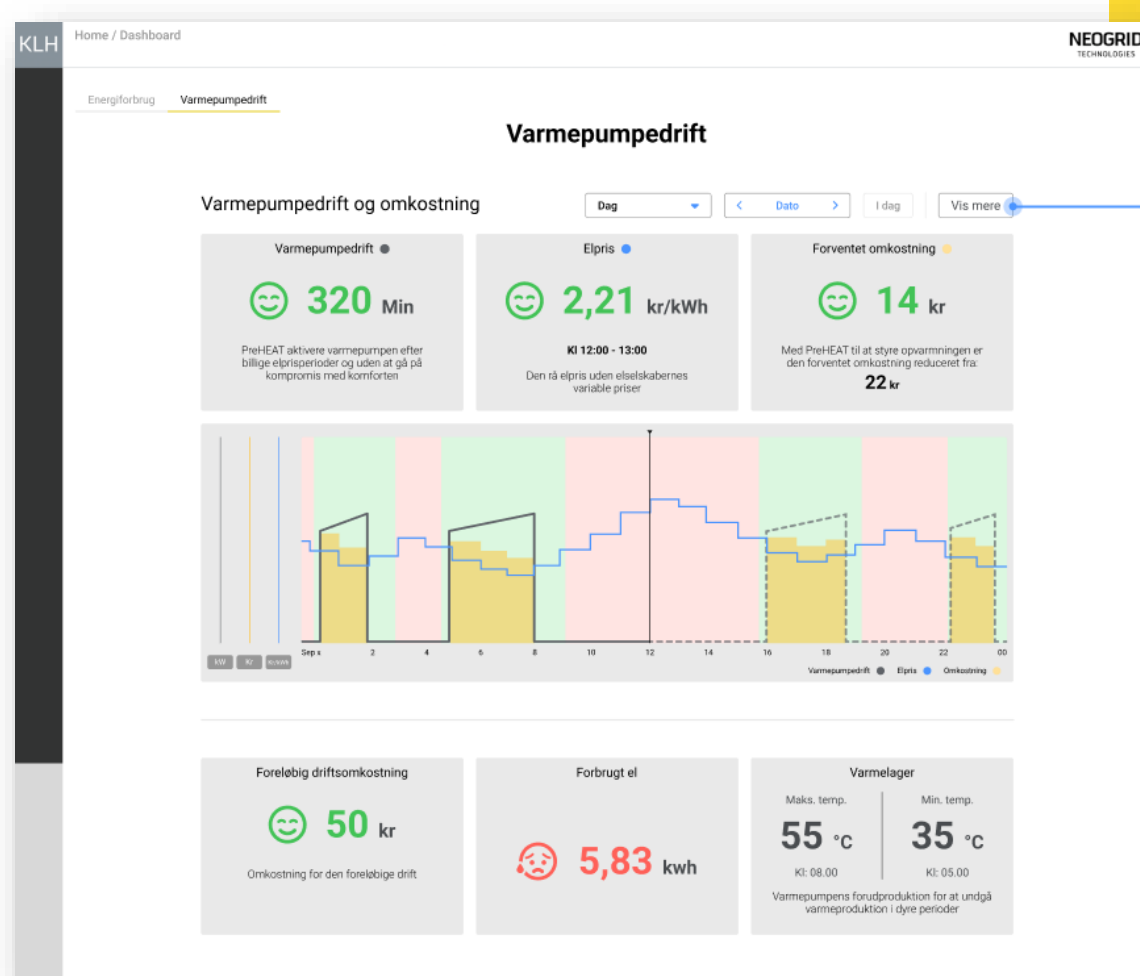 KLH
Home / Dashboard
NEOGRID
TECHNOLOGIES
Energiforbrug
Varmepumpedrift
Varmepumpedrift
Varmepumpedrift og omkostning
Dag
Dato
I dag
Vis mere
Varmepumpedrift
320 Min
PreHEAT aktivere varmepumpen efter
billige elprisperioder og uden at gå på
kompromis med komforten
Elpris
2,21 kr/kWh
Kl 12:00 - 13:00
Den rå elpris uden elselskabernes
variable priser
Forventet omkostning
14 kr
Med PreHEAT til at styre opvarmningen er
den forventet omkostning reduceret fra:
22 kr
kW
Kr
Kr/kWh
Sep x 2 4 6 8 10 12 14 16 18 20 22 00
Varmepumpedrift
Elpris
Omkostning
Foreløbig driftsomkostning
50 kr
Omkostning for den foreløbige drift
Forbrugt el
5,83 kwh
Varmelager
Maks. temp.
55 °C
Kl: 08.00
Min. temp.
35 °C
Kl: 05.00
Varmepumpens forudproduktion for at undgå
varmeproduktion i dyre perioder